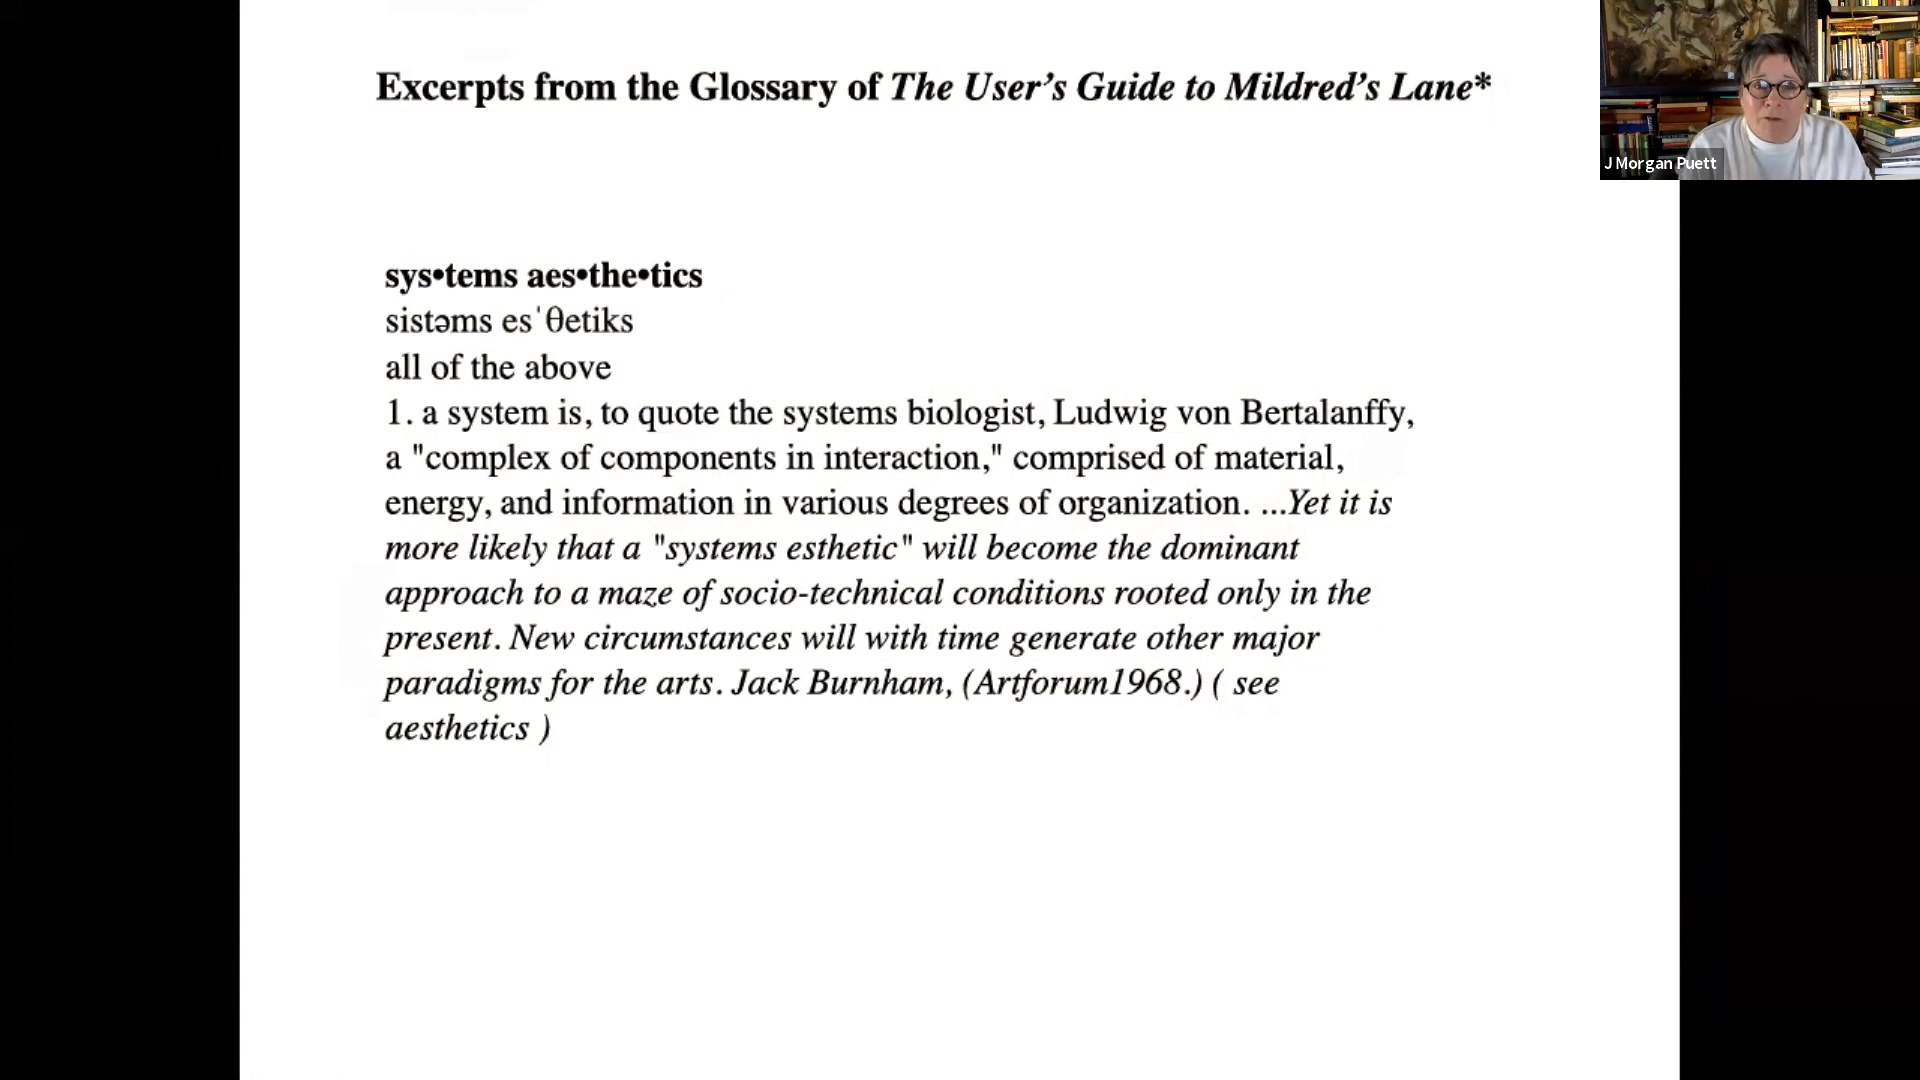 Excerpts from the Glossary of The User’s Guide to Mildred’s Lane*
J Morgan Puett
sys•tems aes•the•tics
sistəms esˈθetiks
all of the above
1. a system is, to quote the systems biologist, Ludwig von Bertalanffy,
a "complex of components in interaction," comprised of material,
energy, and information in various degrees of organization. ...Yet it is
more likely that a "systems esthetic" will become the dominant
approach to a maze of socio-technical conditions rooted only in the
present. New circumstances will with time generate other major
paradigms for the arts. Jack Burnham, (Artforum1968.) ( see
aesthetics )